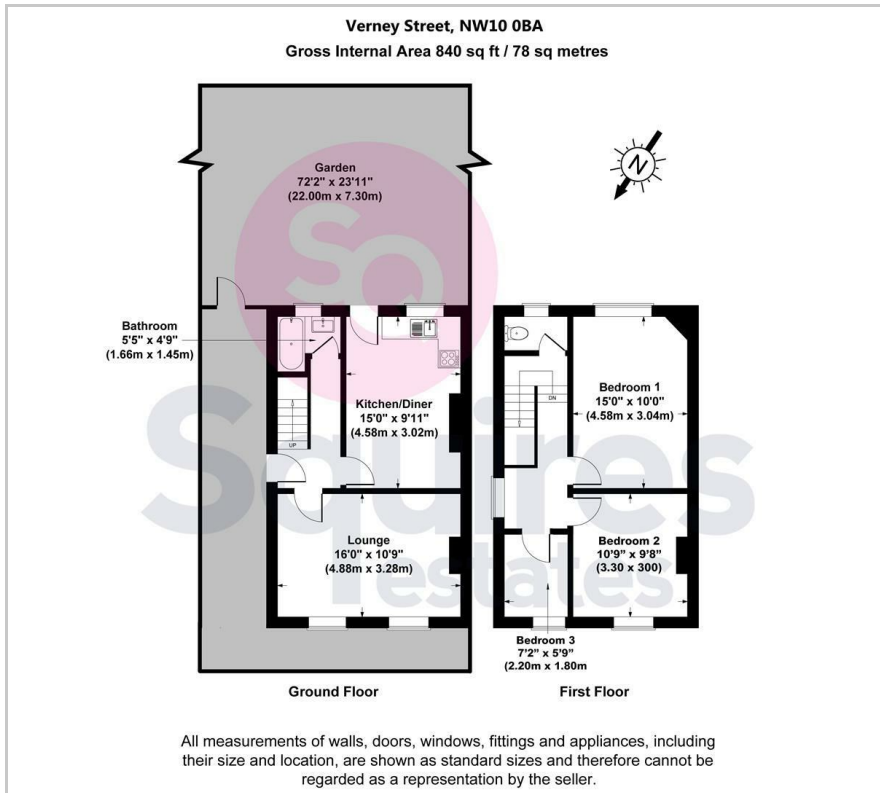 Verney Street, NW10 0BA
Gross Internal Area 840 sq ft / 78 sq metres
N
Garden
72'2" x 23'11"
(22.00m x 7.30m)
Bathroom
5'5" x 4'9"
(1.66m x 1.45m)
Kitchen/Diner
15'0" x 9'11"
(4.58m x 3.02m)
UP
Lounge
16'0" x 10'9"
(4.88m x 3.28m)
DN
Bedroom 1
15'0" x 10'0"
(4.58m x 3.04m)
Bedroom 2
10'9" x 9'8"
(3.30 x 300)
Bedroom 3
7'2" x 5'9"
(2.20m x 1.80m
Ground Floor
First Floor
SQ
Squires
estates
All measurements of walls, doors, windows, fittings and appliances, including
their size and location, are shown as standard sizes and therefore cannot be
regarded as a representation by the seller.